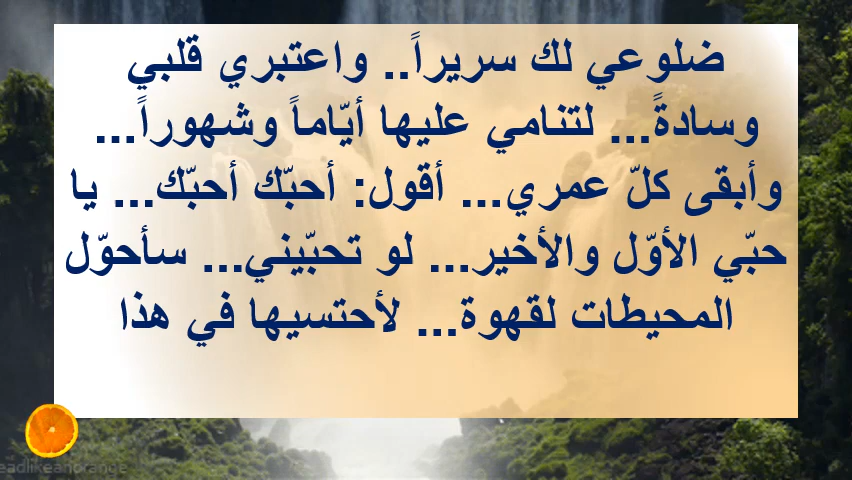 ضلوعي لك سريراً.. واعتبري قلبي
وسادةً... لتنامي عليها أيّاماً وشهوراً...
وأبقى كلّ عمري... أقول: أحبّك أحبّك... يا
حبّي الأوّل والأخير... لو تحبّيني... سأحوّل
المحيطات لقهوة... لأحتسيها في هذا
eadlikeanorange